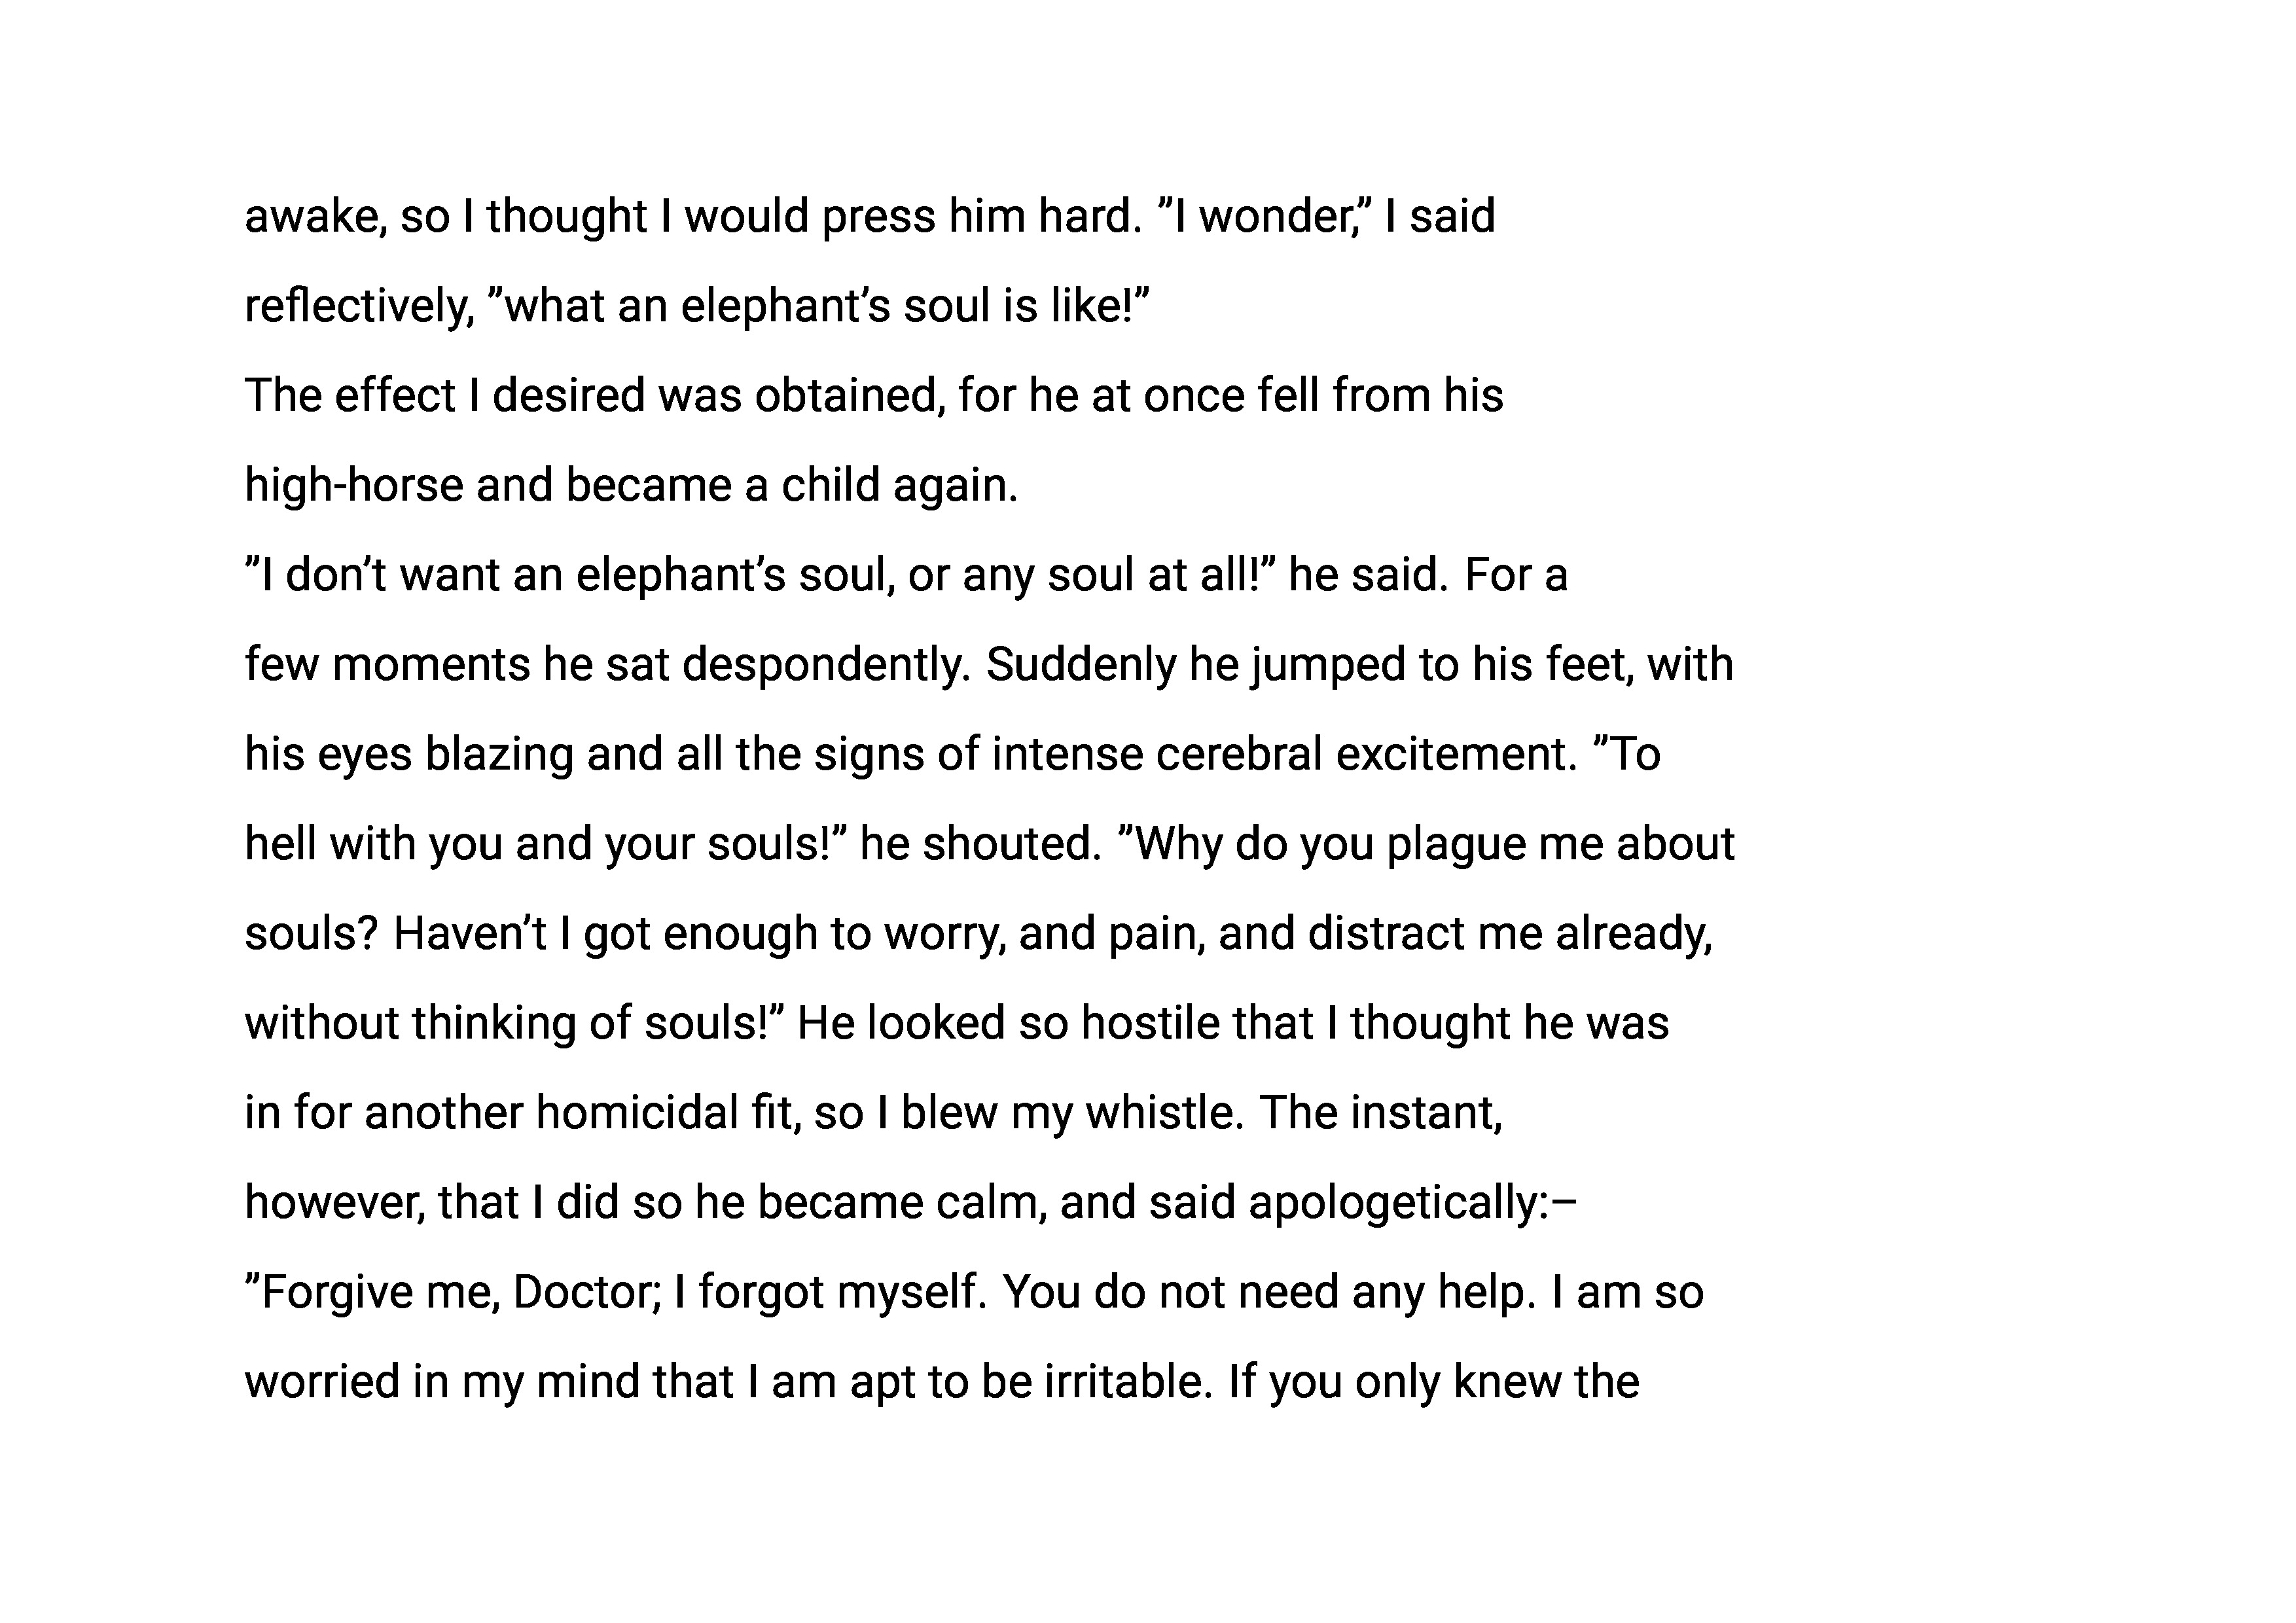 awake, so I thought I would press him hard. ”I wonder,” I said
reflectively, ”what an elephant’s soul is like!”
The effect I desired was obtained, for he at once fell from his
high-horse and became a child again.
”I don’t want an elephant’s soul, or any soul at all!” he said. For a
few moments he sat despondently. Suddenly he jumped to his feet, with
his eyes blazing and all the signs of intense cerebral excitement. ”To
hell with you and your souls!” he shouted. ”Why do you plague me about
souls? Haven’t I got enough to worry, and pain, and distract me already,
without thinking of souls!” He looked so hostile that I thought he was
in for another homicidal fit, so I blew my whistle. The instant,
however, that I did so he became calm, and said apologetically:–
”Forgive me, Doctor; I forgot myself. You do not need any help. I am so
worried in my mind that I am apt to be irritable. If you only knew the